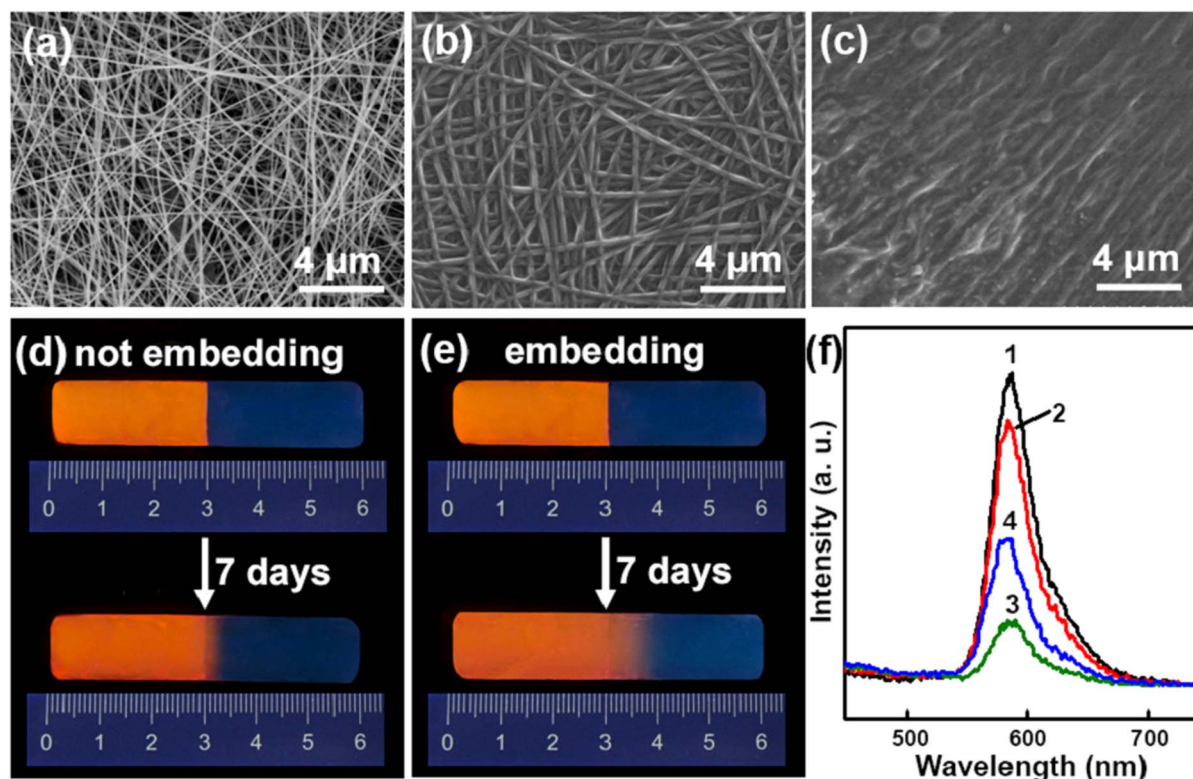 (a)
(b)
(c)
4 μm
4 μm
4 μm
(d) not embedding
0 1 2 3 4 5 6
7 days
0 1 2 3 4 5 6
(e) embedding
0 1 2 3 4 5 6
7 days
0 1 2 3 4 5 6
(f)
Intensity (a. u.)
1
2
4
3
500 600 700
Wavelength (nm)